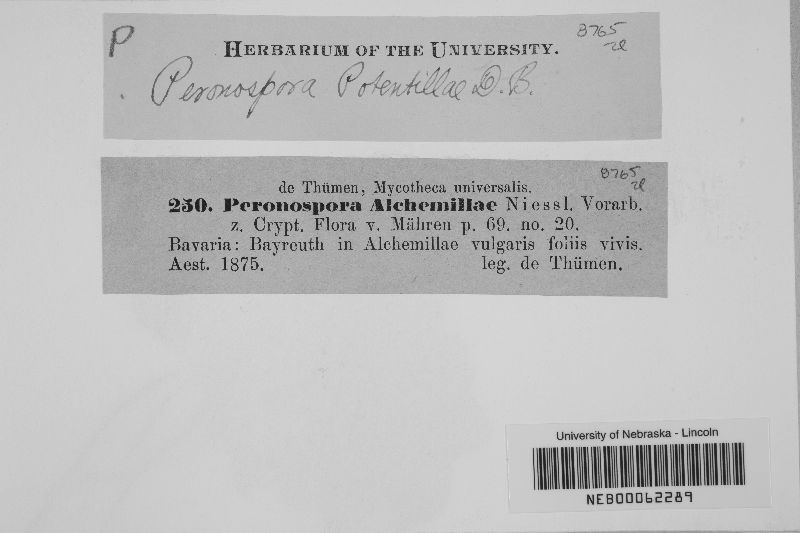 P
HERBARIUM OF THE UNIVERSITY.
8765
Peronospora Potentillae D. B.
8765
de Thümen, Mycotheca universalis.
250. Peronospora Alchemillae Niessl. Vorarb.
z. Crypt. Flora v. Mähren p. 69. no. 20.
Bavaria: Bayreuth in Alchemillae vulgaris foliis vivis.
Aest. 1875. leg. de Thümen.
University of Nebraska - Lincoln
NEB00062289